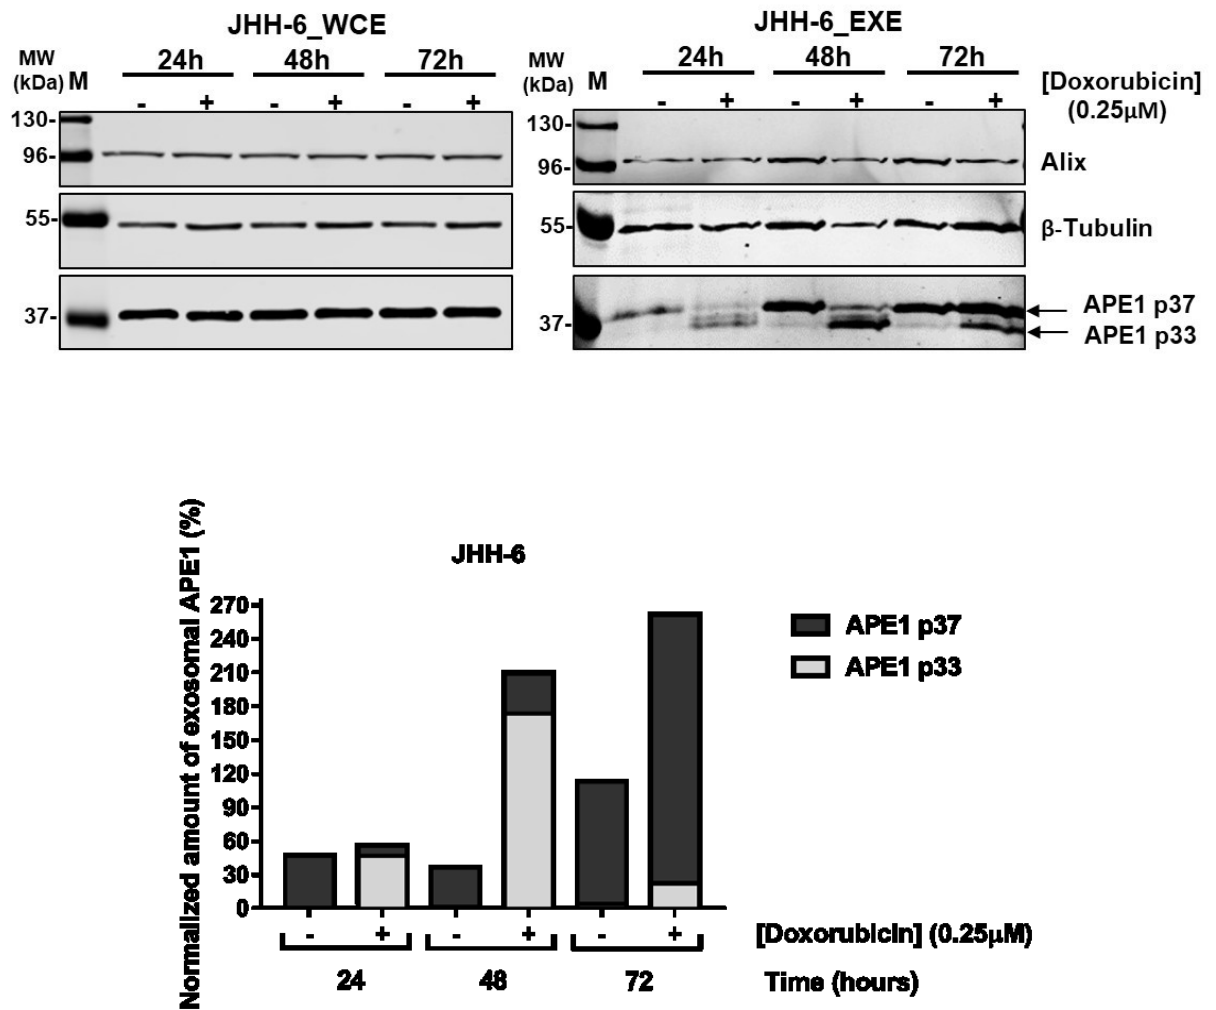 JHH-6_WCE
MW
(kDa) M 24h 48h 72h
- + - + - +
130-
96-
55-
37-
JHH-6_EXE
MW
(kDa) M 24h 48h 72h [Doxorubicin]
- + - + - + (0.25μM)
130-
96- Alix
55- β-Tubulin
37- APE1 p37
APE1 p33
JHH-6
Normalized amount of exosomal APE1 (%)
270
240
210
180
150
120
90
60
30
0
APE1 p37
APE1 p33
- + - + - + [Doxorubicin] (0.25μM)
24 48 72 Time (hours)